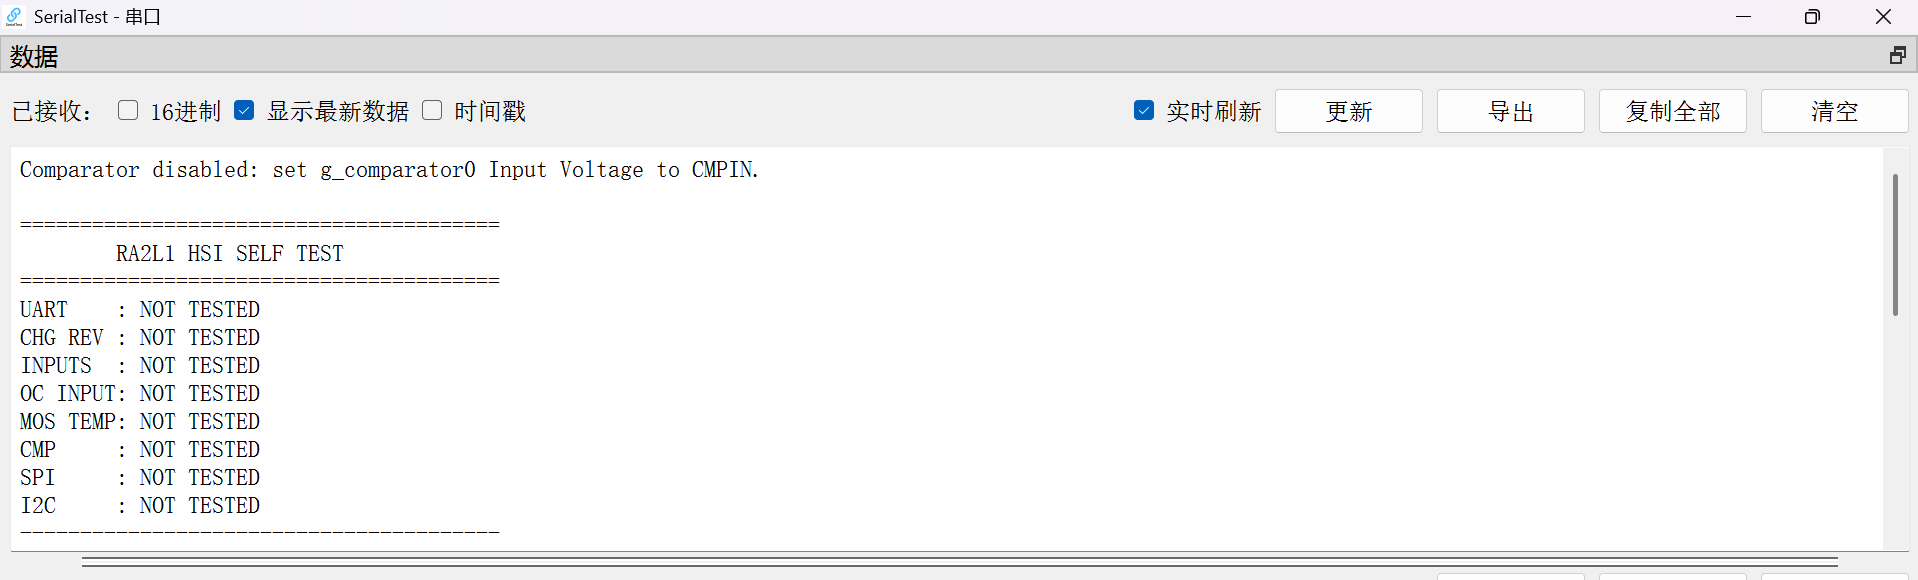 SerialTest - 串口
数据
已接收： 16进制 显示最新数据 时间戳 实时刷新 更新 导出 复制全部 清空
Comparator disabled: set g_comparator0 Input Voltage to CMPIN.
========================================
RA2L1 HSI SELF TEST
========================================
UART : NOT TESTED
CHG REV : NOT TESTED
INPUTS : NOT TESTED
OC INPUT: NOT TESTED
MOS TEMP: NOT TESTED
CMP : NOT TESTED
SPI : NOT TESTED
I2C : NOT TESTED
----------------------------------------